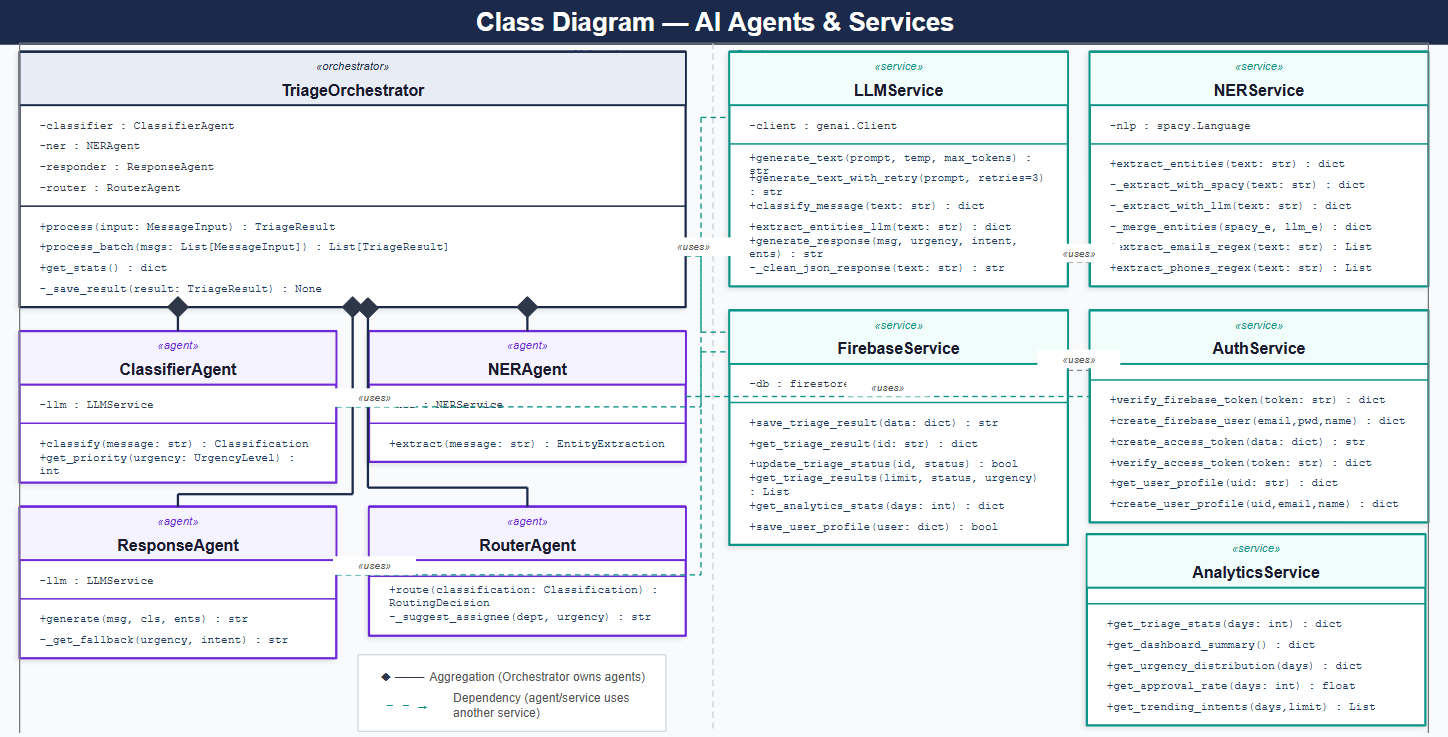 Class Diagram — AI Agents & Services
«orchestrator»
TriageOrchestrator
-classifier : ClassifierAgent
-ner : NERAgent
-responder : ResponseAgent
-router : RouterAgent
+process(input: MessageInput) : TriageResult
+process_batch(msgs: List[MessageInput]) : List[TriageResult]
+get_stats() : dict
-_save_result(result: TriageResult) : None
«agent»
ClassifierAgent
-llm : LLMService
+classify(message: str) : Classification
+get_priority(urgency: UrgencyLevel) :
int
«agent»
NERAgent
: NERService
+extract(message: str) : EntityExtraction
«uses»
«agent»
ResponseAgent
-llm : LLMService
+generate(msg, cls, ents) : str
-_get_fallback(urgency, intent) : str
«agent»
RouterAgent
+route(classification: Classification) :
RoutingDecision
-_suggest_assignee(dept, urgency) : str
«uses»
◆ —— Aggregation (Orchestrator owns agents)
– – → Dependency (agent/service uses
another service)
«uses»
«service»
LLMService
-client : genai.Client
+generate_text(prompt, temp, max_tokens) :
str
+generate_text_with_retry(prompt, retries=3)
: str
+classify_message(text: str) : dict
+extract_entities_llm(text: str) : dict
+generate_response(msg, urgency, intent,
ents) : str
-_clean_json_response(text: str) : str
«uses»
«service»
NERService
-nlp : spacy.Language
+extract_entities(text: str) : dict
-_extract_with_spacy(text: str) : dict
-_extract_with_llm(text: str) : dict
-_merge_entities(spacy_e, llm_e) : dict
extract_emails_regex(text: str) : List
+extract_phones_regex(text: str) : List
«service»
FirebaseService
-db : firestore
«uses»
+save_triage_result(data: dict) : str
+get_triage_result(id: str) : dict
+update_triage_status(id, status) : bool
+get_triage_results(limit, status, urgency)
: List
+get_analytics_stats(days: int) : dict
+save_user_profile(user: dict) : bool
«uses»
«service»
AuthService
+verify_firebase_token(token: str) : dict
+create_firebase_user(email,pwd,name) : dict
+create_access_token(data: dict) : str
+verify_access_token(token: str) : dict
+get_user_profile(uid: str) : dict
+create_user_profile(uid,email,name) : dict
«service»
AnalyticsService
+get_triage_stats(days: int) : dict
+get_dashboard_summary() : dict
+get_urgency_distribution(days) : dict
+get_approval_rate(days: int) : float
+get_trending_intents(days,limit) : List